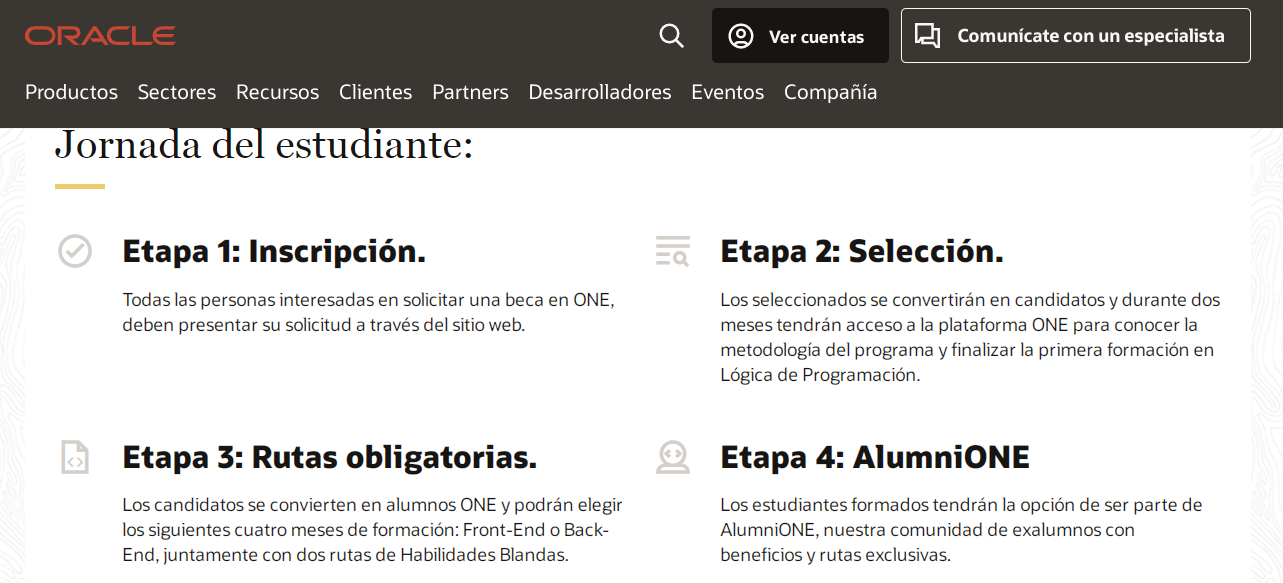 ORACLE
Ver cuentas
Comunícate con un especialista
Productos Sectores Recursos Clientes Partners Desarrolladores Eventos Compañía
Jornada del estudiante:
Etapa 1: Inscripción.
Todas las personas interesadas en solicitar una beca en ONE,
deben presentar su solicitud a través del sitio web.
Etapa 2: Selección.
Los seleccionados se convertirán en candidatos y durante dos
meses tendrán acceso a la plataforma ONE para conocer la
metodología del programa y finalizar la primera formación en
Lógica de Programación.
Etapa 3: Rutas obligatorias.
Los candidatos se convierten en alumnos ONE y podrán elegir
los siguientes cuatro meses de formación: Front-End o Back-
End, juntamente con dos rutas de Habilidades Blandas.
Etapa 4: AlumniONE
Los estudiantes formados tendrán la opción de ser parte de
AlumniONE, nuestra comunidad de exalumnos con
beneficios y rutas exclusivas.